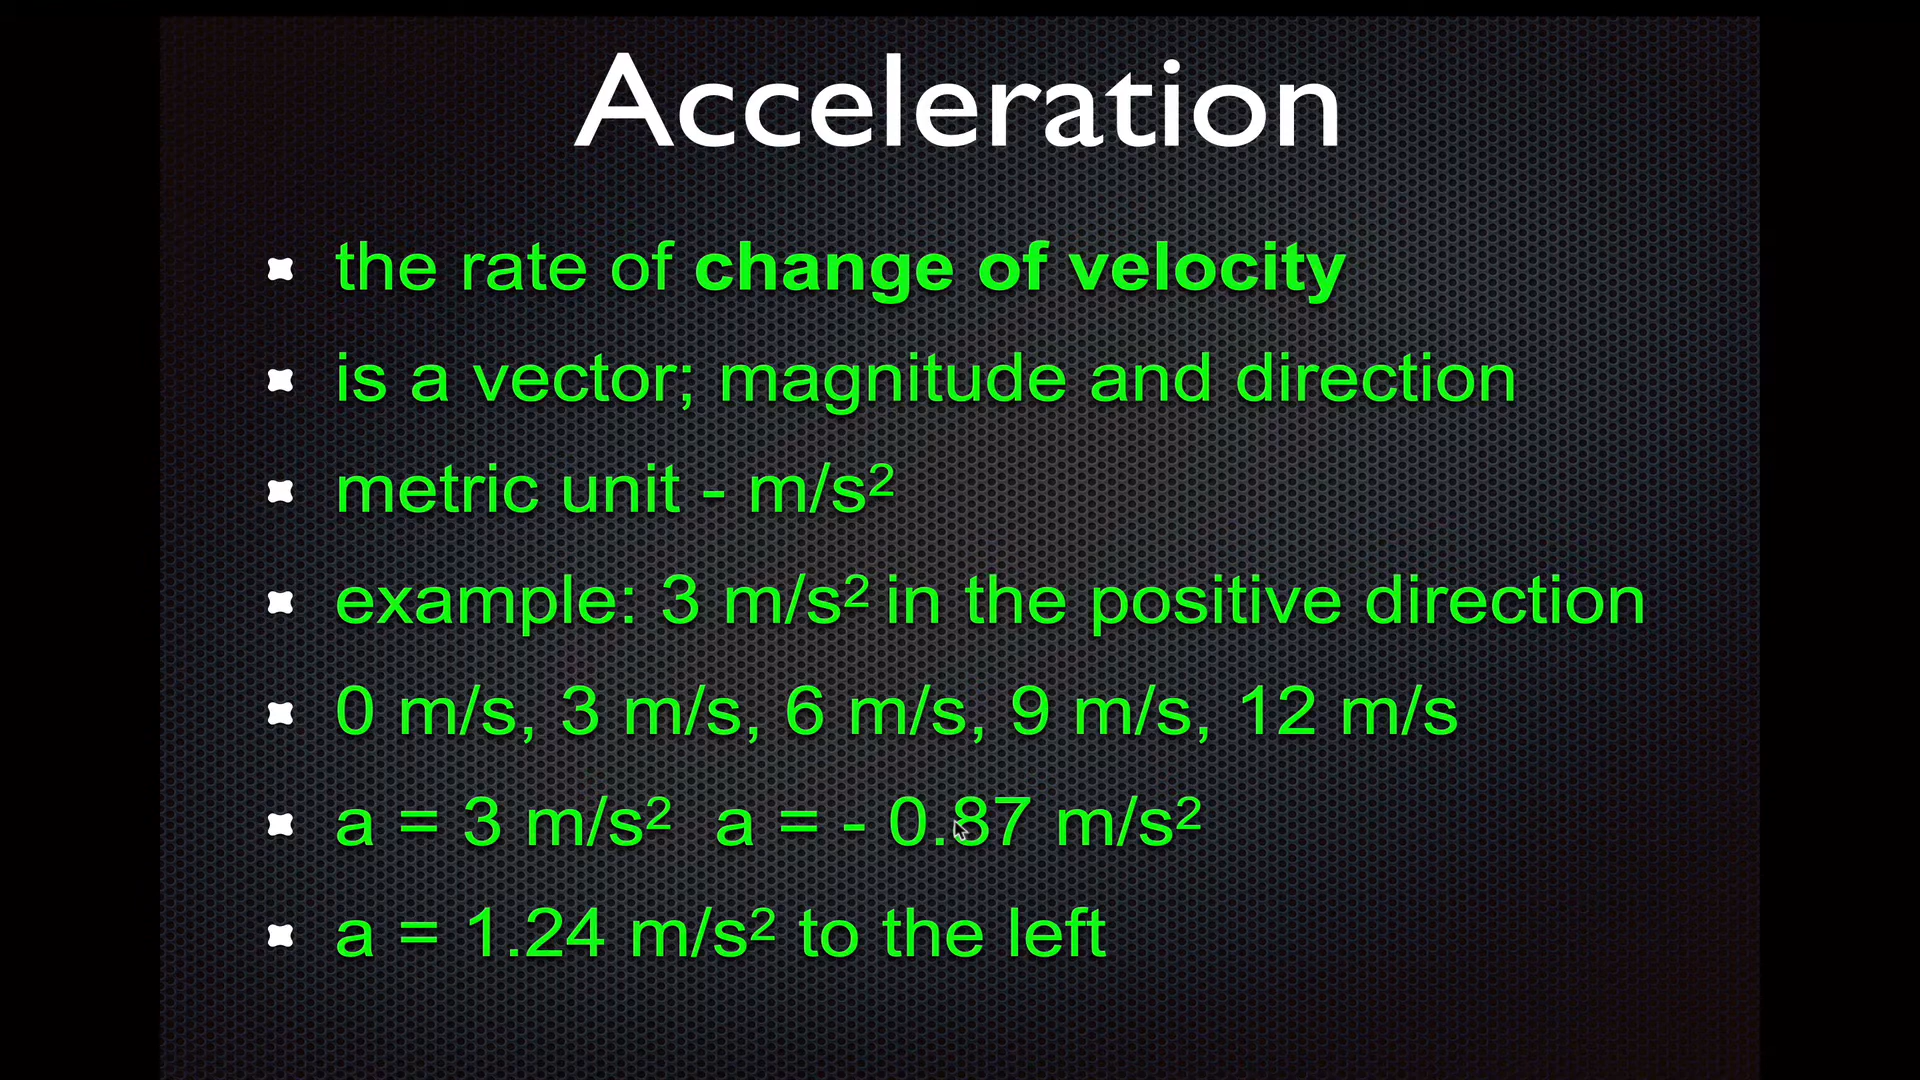 Acceleration
the rate of change of velocity
is a vector; magnitude and direction
metric unit - m/s²
example: 3 m/s² in the positive direction
0 m/s, 3 m/s, 6 m/s, 9 m/s, 12 m/s
a = 3 m/s² a = - 0.87 m/s²
a = 1.24 m/s² to the left